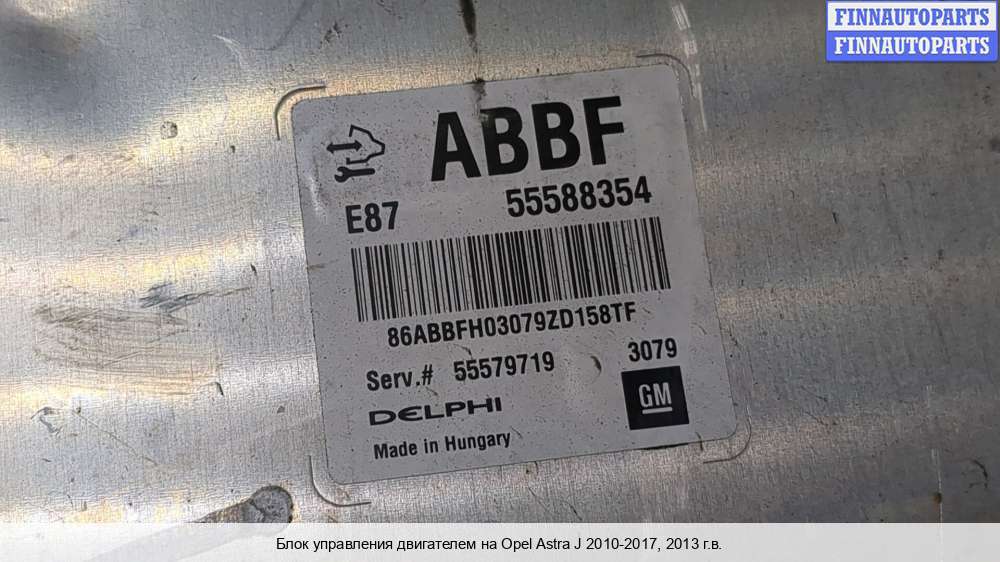 FINNAUTOPARTS
FINNAUTOPARTS
ABBF
E87 55588354
86ABBFH03079ZD158TF
Serv.# 55579719 3079
DELPHI GM
Made in Hungary
Блок управления двигателем на Opel Astra J 2010-2017, 2013 г.в.